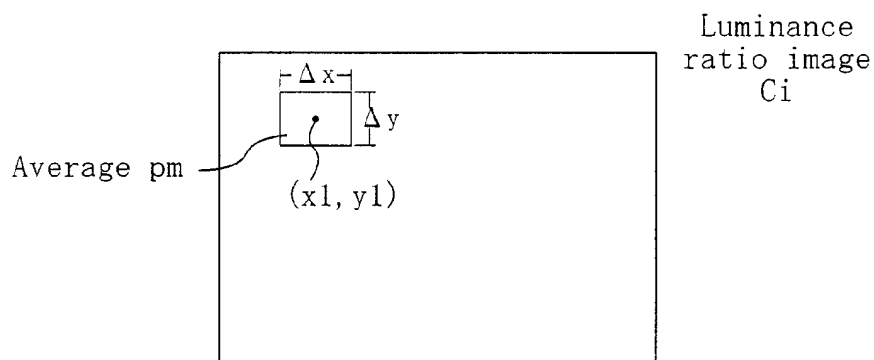 Luminance
ratio image
Ci
Δx
Δy
Average pm
(x1, y1)